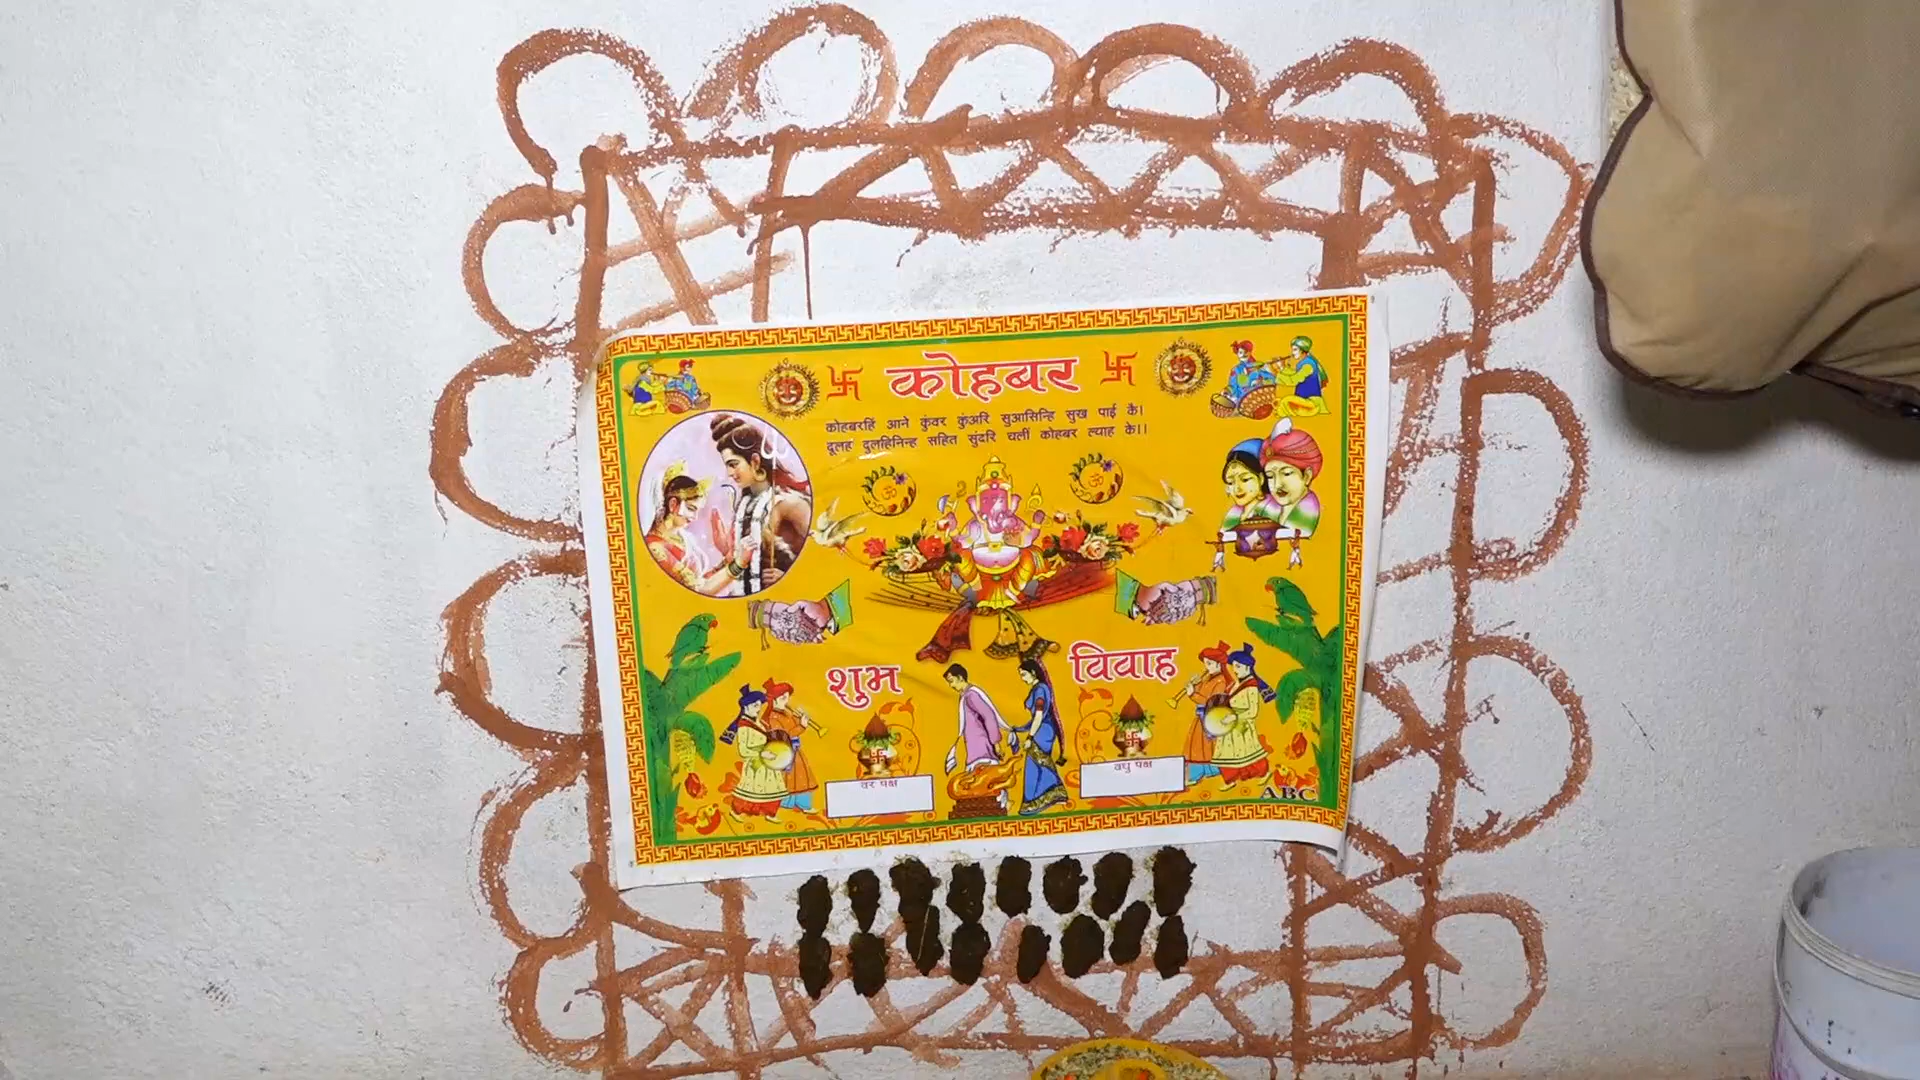 कोहबर
कोहबरहिं आने कुंवर कुंअरि सुआसिन्हि सुख पाई कै।
दूलह दुलहिनिन्ह सहित सुंदरि चलीं कोहबर ल्याह के।।
ॐ ॐ
शुभ विवाह
वर पक्ष
वधु पक्ष
ABC